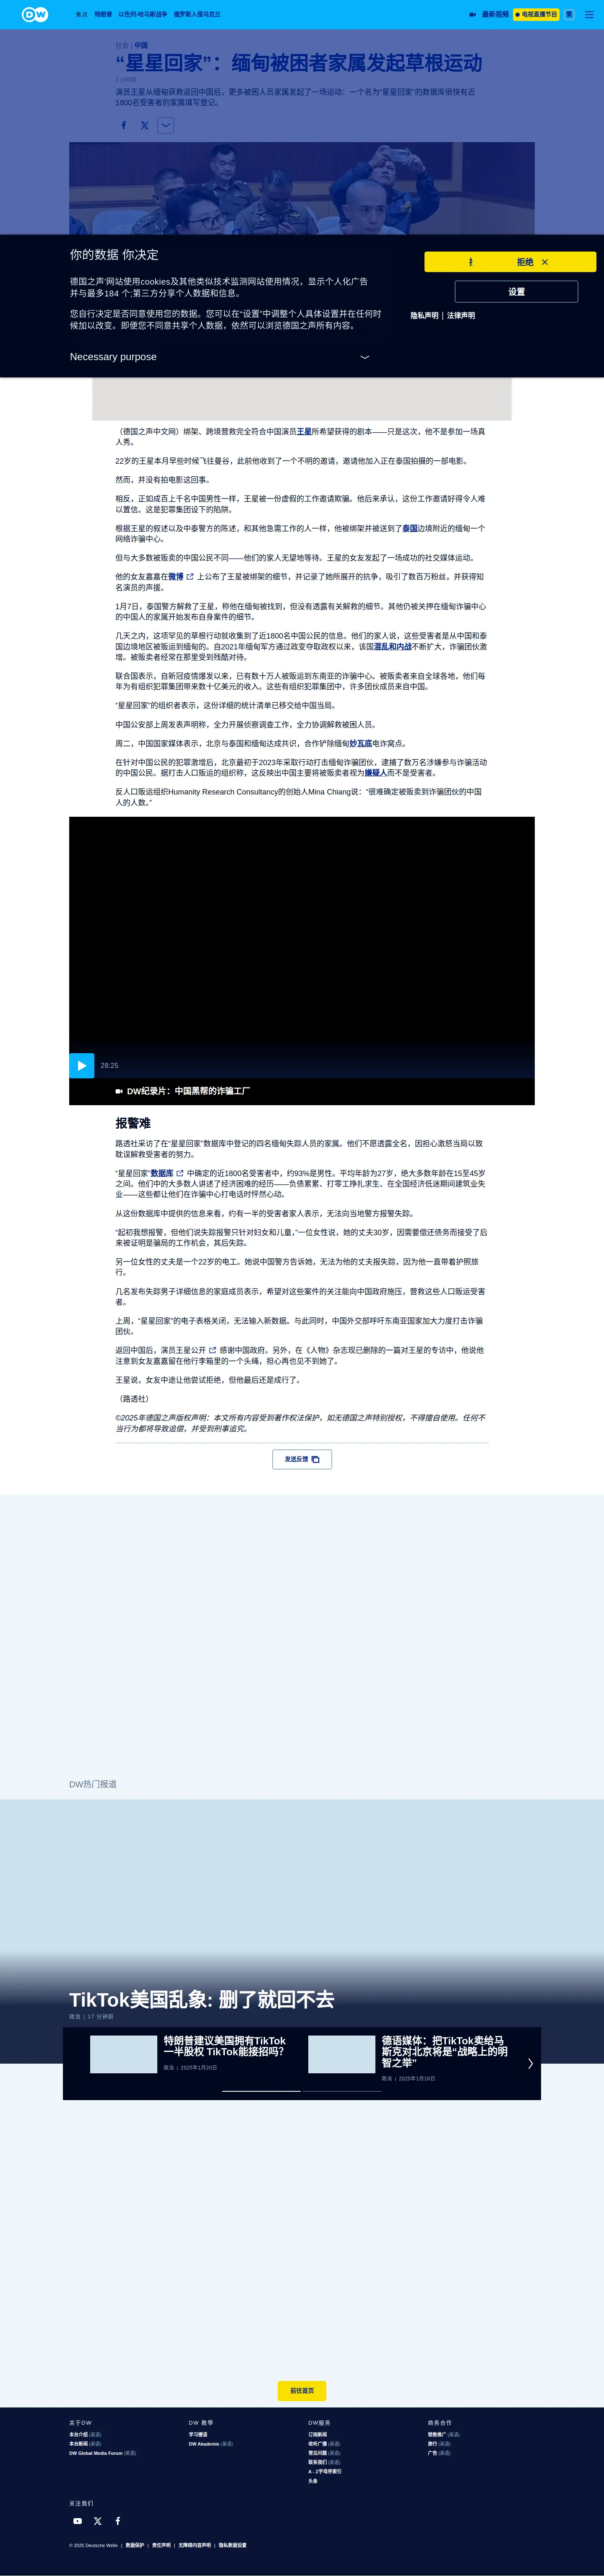 DW
焦点 特朗普 以色列-哈马斯战争 俄罗斯入侵乌克兰
最新视频 电视直播节目 繁
社会 | 中国
“星星回家”：缅甸被困者家属发起草根运动
演员王星从缅甸获救返回中国后，更多被困人员家属发起了一场运动：一个名为“星星回家”的数据库很快有近
1800名受害者的家属填写登记。
你的数据 你决定
拒绝
德国之声'网站使用cookies及其他类似技术监测网站使用情况，显示个人化广告
并与最多184 个;第三方分享个人数据和信息。
设置
您自行决定是否同意使用您的数据。您可以在“设置”中调整个人具体设置并在任何时
候加以改变。即便您不同意共享个人数据，依然可以浏览德国之声所有内容。
隐私声明 | 法律声明
Necessary purpose
（德国之声中文网）绑架、跨境营救完全符合中国演员王星所希望获得的剧本——只是这次，他不是参加一场真
人秀。
22岁的王星本月早些时候飞往曼谷，此前他收到了一个不明的邀请，邀请他加入正在泰国拍摄的一部电影。
然而，并没有拍电影这回事。
相反，正如成百上千名中国男性一样，王星被一份虚假的工作邀请欺骗。他后来承认，这份工作邀请好得令人难
以置信。这是犯罪集团设下的陷阱。
根据王星的叙述以及中泰警方的陈述，和其他急需工作的人一样，他被绑架并被送到了泰国边境附近的缅甸一个
网络诈骗中心。
但与大多数被贩卖的中国公民不同——他们的家人无望地等待。王星的女友发起了一场成功的社交媒体运动。
他的女友嘉嘉在微博 上公布了王星被绑架的细节，并记录了她所展开的抗争，吸引了数百万粉丝，并获得知
名演员的声援。
1月7日，泰国警方解救了王星，称他在缅甸被找到，但没有透露有关解救的细节。其他仍被关押在缅甸诈骗中心
的中国人的家属开始发布自身案件的细节。
几天之内，这项罕见的草根行动就收集到了近1800名中国公民的信息。他们的家人说，这些受害者是从中国和泰
国边境地区被贩运到缅甸的。自2021年缅甸军方通过政变夺取政权以来，该国混乱和内战不断扩大，诈骗团伙激
增。被贩卖者经常在那里受到残酷对待。
联合国表示，自新冠疫情爆发以来，已有数十万人被贩运到东南亚的诈骗中心。被贩卖者来自全球各地，他们每
年为有组织犯罪集团带来数十亿美元的收入。这些有组织犯罪集团中，许多团伙成员来自中国。
“星星回家”的组织者表示，这份详细的统计清单已移交给中国当局。
中国公安部上周发表声明称，全力开展侦察调查工作，全力协调解救被困人员。
周二，中国国家媒体表示，北京与泰国和缅甸达成共识，合作铲除缅甸妙瓦底电诈窝点。
在针对中国公民的犯罪激增后，北京最初于2023年采取行动打击缅甸诈骗团伙，逮捕了数万名涉嫌参与诈骗活动
的中国公民。据打击人口贩运的组织称，这反映出中国主要将被贩卖者视为嫌疑人而不是受害者。
反人口贩运组织Humanity Research Consultancy的创始人Mina Chiang说：“很难确定被贩卖到诈骗团伙的中国
人的人数。”
28:25
DW纪录片：中国黑帮的诈骗工厂
报警难
路透社采访了在“星星回家”数据库中登记的四名缅甸失踪人员的家属。他们不愿透露全名，因担心激怒当局以致
耽误解救受害者的努力。
“星星回家”数据库 中确定的近1800名受害者中，约93%是男性。平均年龄为27岁，绝大多数年龄在15至45岁
之间。他们中的大多数人讲述了经济困难的经历——负债累累、打零工挣扎求生、在全国经济低迷期间建筑业失
业——这些都让他们在诈骗中心打电话时怦然心动。
从这份数据库中提供的信息来看，约有一半的受害者家人表示，无法向当地警方报警失踪。
“起初我想报警，但他们说失踪报警只针对妇女和儿童，”一位女性说，她的丈夫30岁，因需要偿还债务而接受了后
来被证明是骗局的工作机会，其后失踪。
另一位女性的丈夫是一个22岁的电工。她说中国警方告诉她，无法为他的丈夫报失踪，因为他一直带着护照旅
行。
几名发布失踪男子详细信息的家庭成员表示，希望对这些案件的关注能向中国政府施压，营救这些人口贩运受害
者。
上周，“星星回家”的电子表格关闭，无法输入新数据。与此同时，中国外交部呼吁东南亚国家加大力度打击诈骗
团伙。
返回中国后，演员王星公开 感谢中国政府。另外，在《人物》杂志现已删除的一篇对王星的专访中，他说他
注意到女友嘉嘉留在他行李箱里的一个头绳，担心再也见不到她了。
王星说，女友中途让他尝试拒绝，但他最后还是成行了。
（路透社）
©2025年德国之声版权声明：本文所有内容受到著作权法保护，如无德国之声特别授权，不得擅自使用。任何不
当行为都将导致追偿，并受到刑事追究。
发送反馈
DW热门报道
TikTok美国乱象: 删了就回不去
政治 | 17 分钟前
特朗普建议美国拥有TikTok
一半股权 TikTok能接招吗？
政治 | 2025年1月20日
德语媒体：把TikTok卖给马
斯克对北京将是“战略上的明
智之举”
政治 | 2025年1月16日
前往首页
关于DW
本台介绍 (英语)
本台新闻 (英语)
DW Global Media Forum (英语)
DW 教學
学习德语
DW Akademie (英语)
DW服务
订阅新闻
收听广播 (英语)
常见问题 (英语)
联系我们 (英语)
A - Z字母序索引
头条
商务合作
销售推广 (英语)
旅行 (英语)
广告 (英语)
关注我们
© 2025 Deutsche Welle | 数据保护 | 责任声明 | 无障碍内容声明 | 隐私数据设置